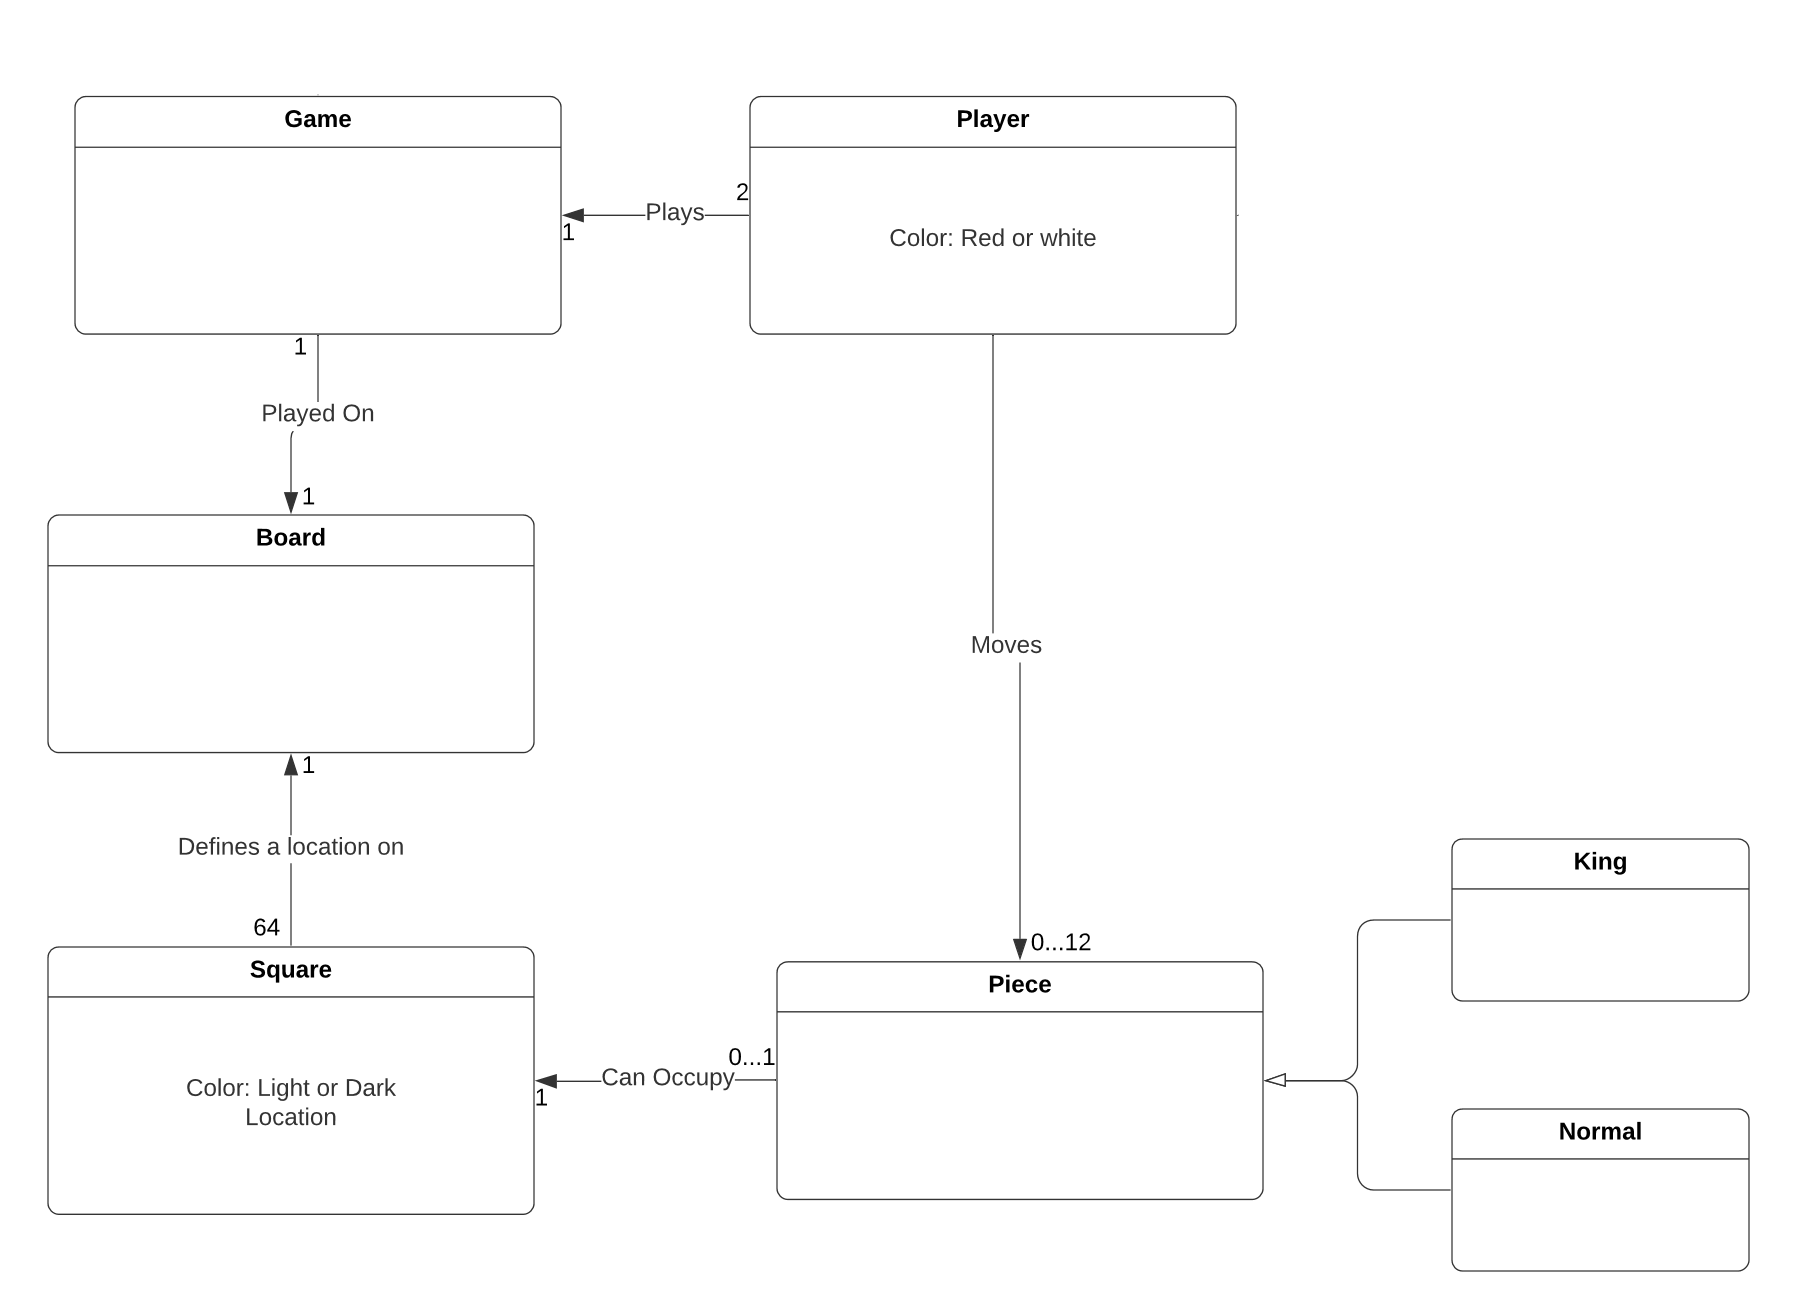 Game
Player
2
Plays
1
Color: Red or white
1
Played On
1
Board
Moves
1
Defines a location on
64
0...12
King
Square
Piece
0...1
Can Occupy
1
Color: Light or Dark
Location
Normal